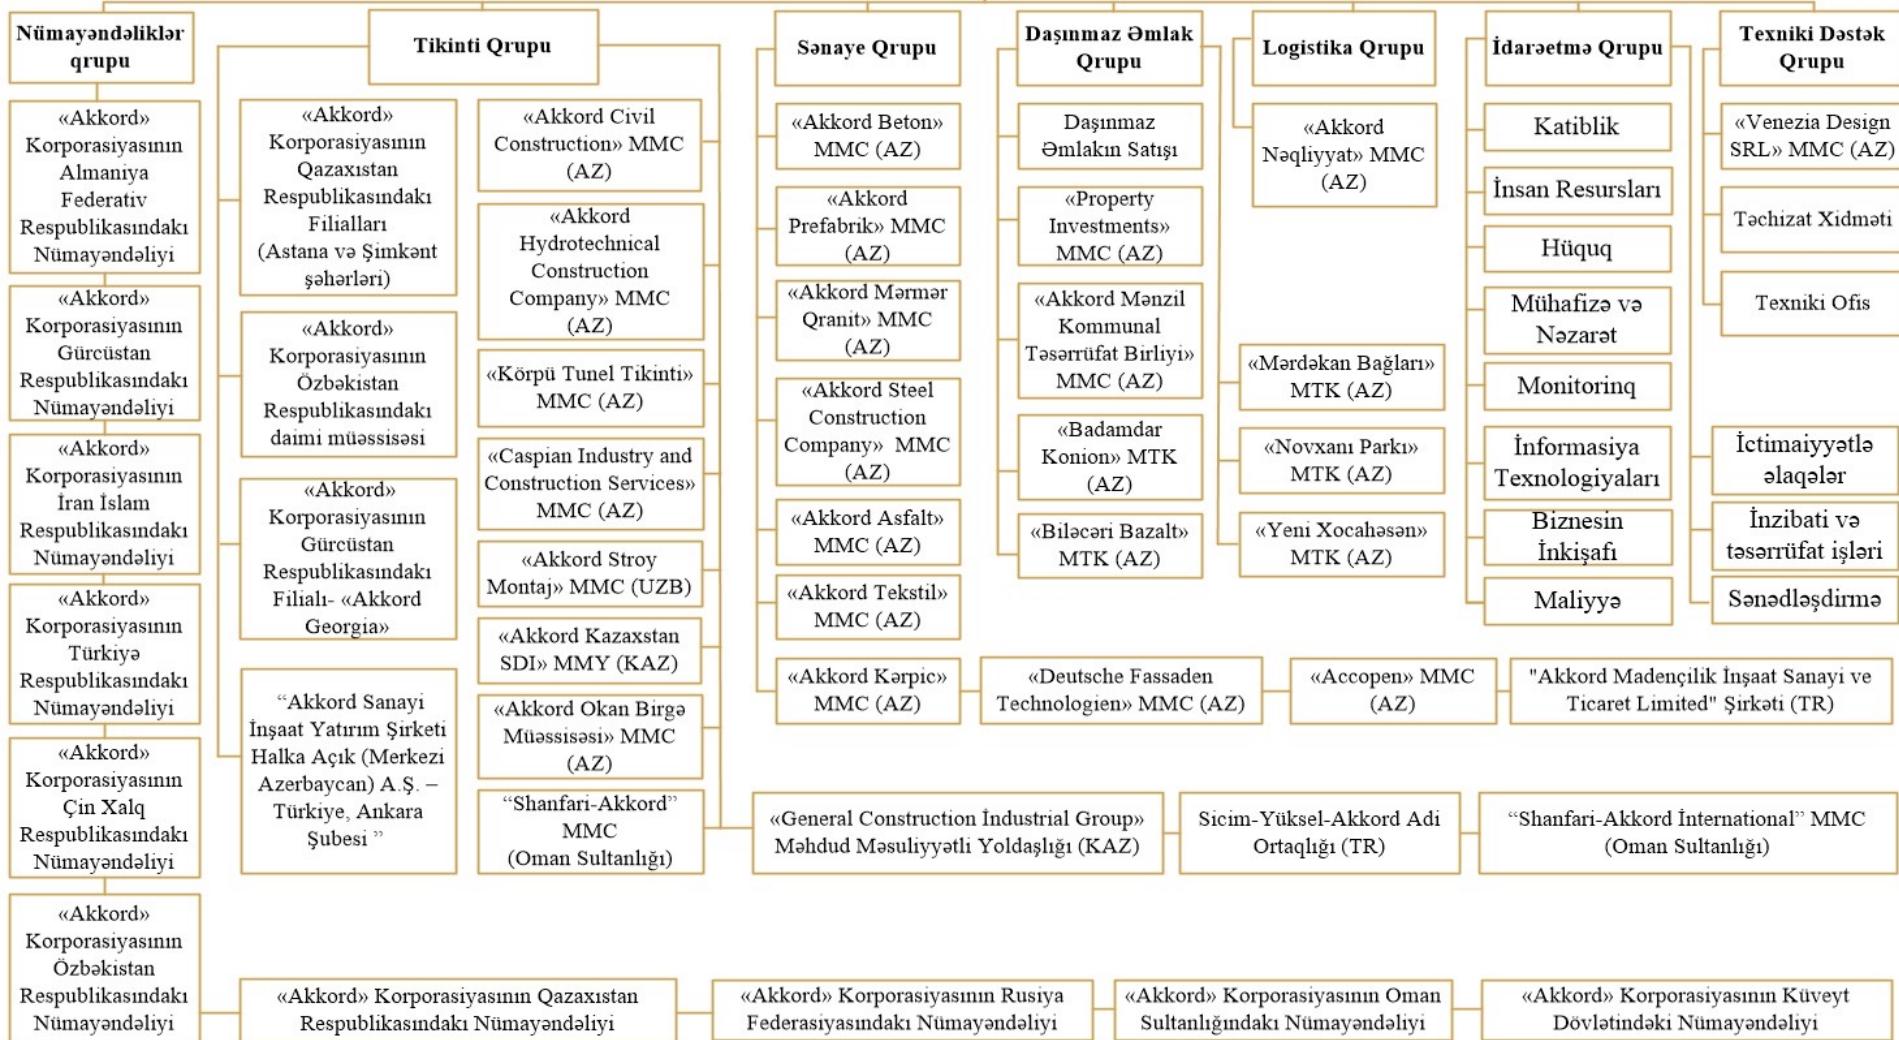 Nümayəndəliklər
qrupu
«Akkord»
Korporasiyasının
Almaniya
Federativ
Respublikasındakı
Nümayəndəliyi
«Akkord»
Korporasiyasının
Gürcüstan
Respublikasındakı
Nümayəndəliyi
«Akkord»
Korporasiyasının
İran İslam
Respublikasındakı
Nümayəndəliyi
«Akkord»
Korporasiyasının
Türkiyə
Respublikasındakı
Nümayəndəliyi
«Akkord»
Korporasiyasının
Çin Xalq
Respublikasındakı
Nümayəndəliyi
«Akkord»
Korporasiyasının
Özbəkistan
Respublikasındakı
Nümayəndəliyi
«Akkord» Korporasiyasının Qazaxıstan
Respublikasındakı Nümayəndəliyi
«Akkord» Korporasiyasının Rusiya
Federasiyasındakı Nümayəndəliyi
«Akkord» Korporasiyasının Oman
Sultanlığındakı Nümayəndəliyi
«Akkord» Korporasiyasının Küveyt
Dövlətindəki Nümayəndəliyi
Tikinti Qrupu
«Akkord»
Korporasiyasının
Qazaxıstan
Respublikasındakı
Filialları
(Astana və Şimkənt
şəhərləri)
«Akkord»
Korporasiyasının
Özbəkistan
Respublikasındakı
daimi müəssisəsi
«Akkord»
Korporasiyasının
Gürcüstan
Respublikasındakı
Filialı- «Akkord
Georgia»
“Akkord Sanayi
İnşaat Yatırım Şirketi
Halka Açık (Merkezi
Azerbaycan) A.Ş. –
Türkiye, Ankara
Şubesi ”
«Akkord Civil
Construction» MMC
(AZ)
«Akkord
Hydrotechnical
Construction
Company» MMC
(AZ)
«Körpü Tunel Tikinti»
MMC (AZ)
«Caspian Industry and
Construction Services»
MMC (AZ)
«Akkord Stroy
Montaj» MMC (UZB)
«Akkord Kazaxstan
SDI» MMY (KAZ)
«Akkord Okan Birgə
Müəssisəsi» MMC
(AZ)
“Shanfari-Akkord”
MMC
(Oman Sultanlığı)
«General Construction İndustrial Group»
Məhdud Məsuliyyətli Yoldaşlığı (KAZ)
Sicim-Yüksel-Akkord Adi
Ortaqlığı (TR)
“Shanfari-Akkord İnternational” MMC
(Oman Sultanlığı)
Sənaye Qrupu
«Akkord Beton»
MMC (AZ)
«Akkord
Prefabrik» MMC
(AZ)
«Akkord Mərmər
Qranit» MMC
(AZ)
«Akkord Steel
Construction
Company» MMC
(AZ)
«Akkord Asfalt»
MMC (AZ)
«Akkord Tekstil»
MMC (AZ)
«Akkord Kərpic»
MMC (AZ)
«Deutsche Fassaden
Technologien» MMC (AZ)
«Accopen» MMC
(AZ)
"Akkord Madençilik İnşaat Sanayi ve
Ticaret Limited" Şirkəti (TR)
Daşınmaz Əmlak
Qrupu
Daşınmaz
Əmlakın Satışı
«Property
Investments»
MMC (AZ)
«Akkord Mənzil
Kommunal
Təsərrüfat Birliyi»
MMC (AZ)
«Badamdar
Konion» MTK
(AZ)
«Biləcəri Bazalt»
MTK (AZ)
«Mərdəkan Bağları»
MTK (AZ)
«Novxanı Parkı»
MTK (AZ)
«Yeni Xocahəsən»
MTK (AZ)
Logistika Qrupu
«Akkord
Nəqliyyat» MMC
(AZ)
İdarəetmə Qrupu
Katiblik
İnsan Resursları
Hüquq
Mühafizə və
Nəzarət
Monitorinq
İnformasiya
Texnologiyaları
Biznesin
İnkişafı
Maliyyə
İctimaiyyətlə
əlaqələr
İnzibati və
təsərrüfat işləri
Sənədləşdirmə
Texniki Dəstək
Qrupu
«Venezia Design
SRL» MMC (AZ)
Təchizat Xidməti
Texniki Ofis